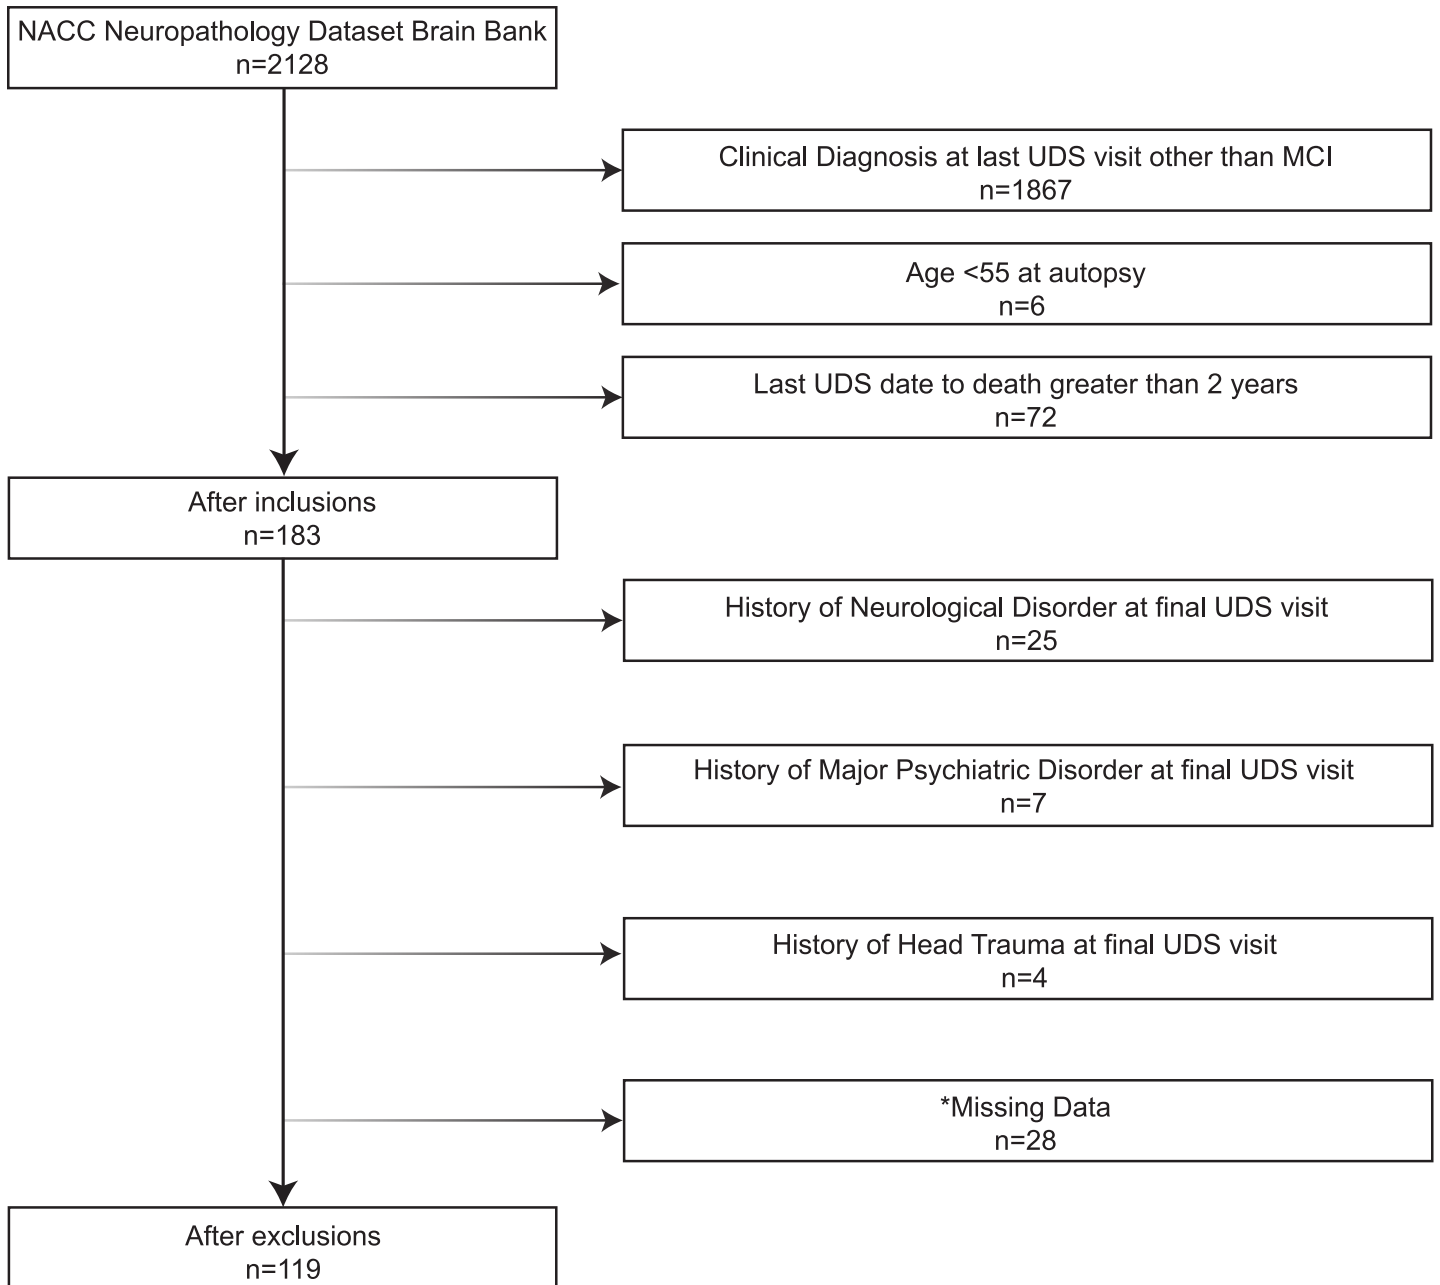 NACC Neuropathology Dataset Brain Bank
n=2128
Clinical Diagnosis at last UDS visit other than MCI
n=1867
Age <55 at autopsy
n=6
Last UDS date to death greater than 2 years
n=72
After inclusions
n=183
History of Neurological Disorder at final UDS visit
n=25
History of Major Psychiatric Disorder at final UDS visit
n=7
History of Head Trauma at final UDS visit
n=4
*Missing Data
n=28
After exclusions
n=119